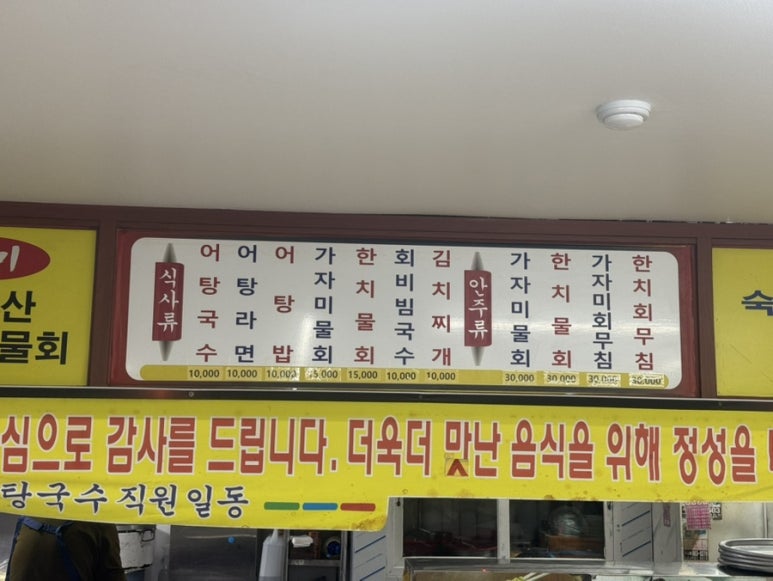 기
산
물회
식사류
어탕국수 10,000
어탕라면 10,000
어탕밥 10,000
가자미물회 15,000
한치물회 15,000
회비빔국수 10,000
김치찌개 10,000
안주류
가자미물회 30,000
한치물회 30,000
가자미회무침 30,000
한치회무침 30,000
숙
심으로 감사를 드립니다. 더욱더 맛난 음식을 위해 정성을
탕국수 직원일동